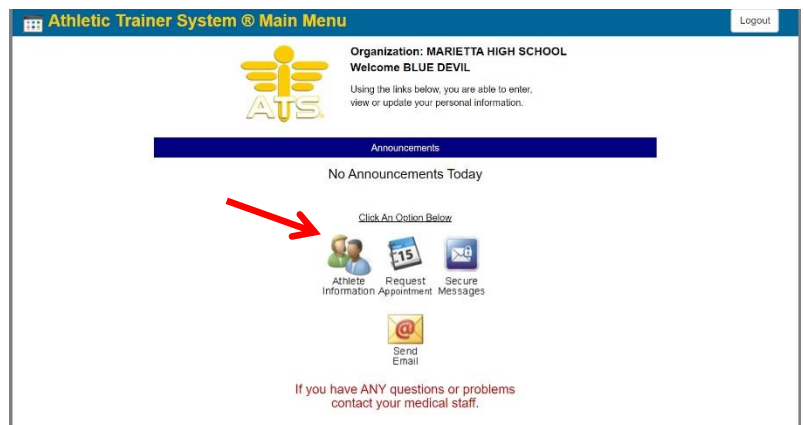 Athletic Trainer System ® Main Menu
Logout
Organization: MARIETTA HIGH SCHOOL
Welcome BLUE DEVIL
Using the links below, you are able to enter,
view or update your personal information.
ATS
Announcements
No Announcements Today
Click An Option Below
15
Athlete Information
Request Appointment
Secure Messages
@
Send
Email
If you have ANY questions or problems
contact your medical staff.